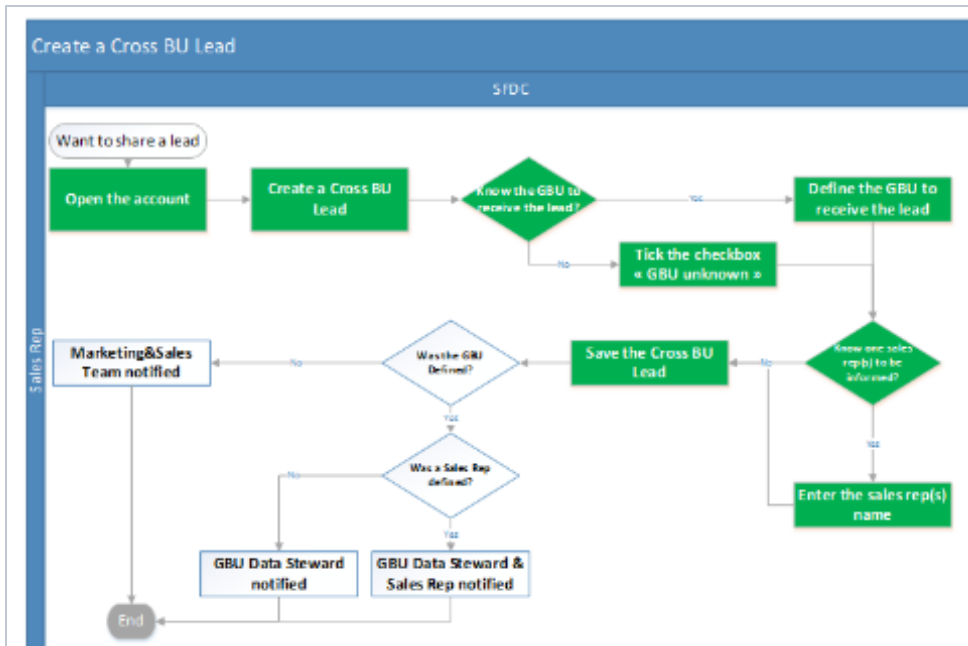 Create a Cross BU Lead
SFDC
Sales Rep
Want to share a lead
Open the account
Create a Cross BU
Lead
Know the GBU to
receive the lead?
Yes
Define the GBU to
receive the lead
No
Tick the checkbox
« GBU unknown »
Know one sales
rep(s) to be
informed?
No
Yes
Enter the sales rep(s)
name
Save the Cross BU
Lead
Was the GBU
Defined?
No
Yes
Marketing&Sales
Team notified
Was a Sales Rep
defined?
No
Yes
GBU Data Steward
notified
GBU Data Steward &
Sales Rep notified
End